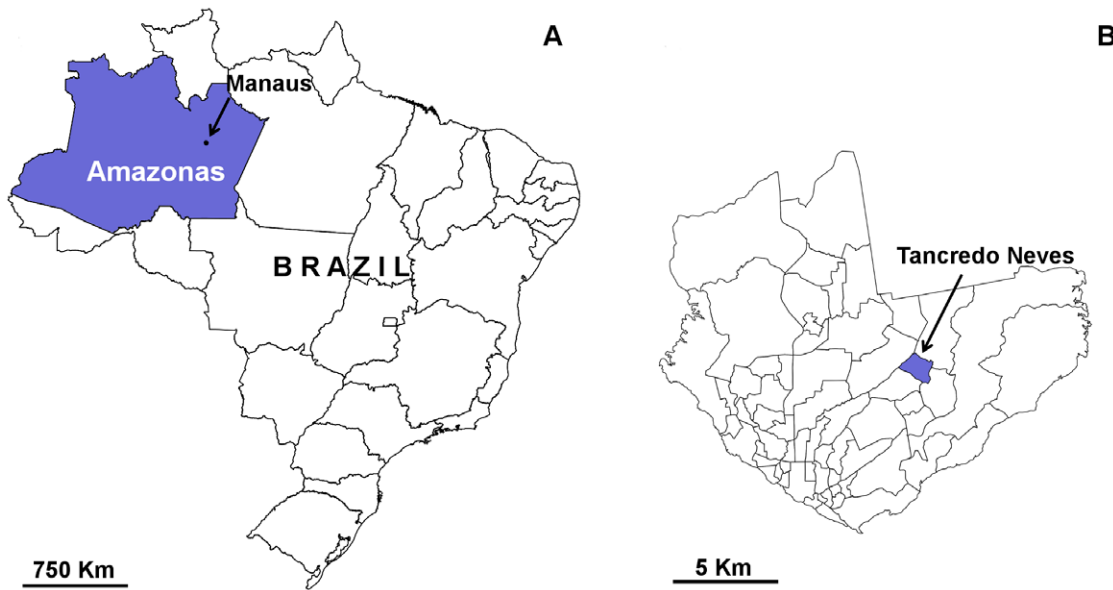 A
Manaus
Amazonas
BRAZIL
750 Km
B
Tancredo Neves
5 Km